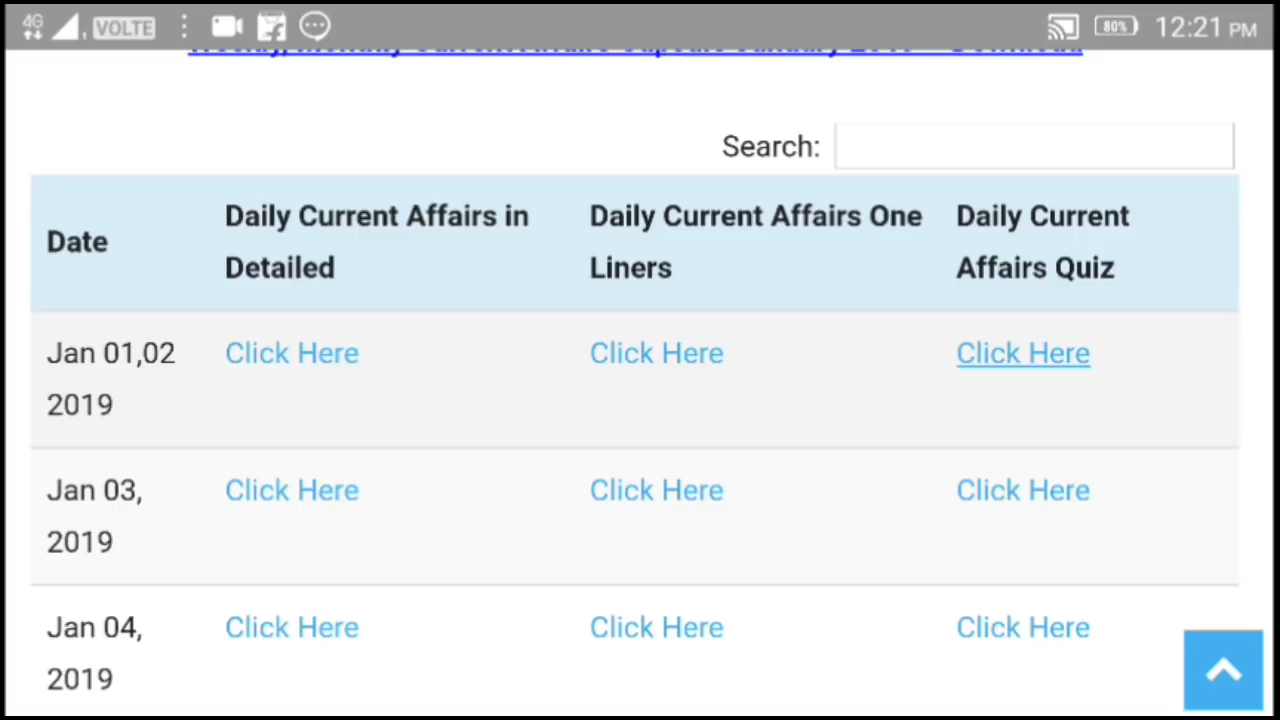 4G VOLTE 80% 12:21 PM
Search:
Date Daily Current Affairs in Detailed Daily Current Affairs One Liners Daily Current Affairs Quiz
Jan 01,02 2019 Click Here Click Here Click Here
Jan 03, 2019 Click Here Click Here Click Here
Jan 04, 2019 Click Here Click Here Click Here